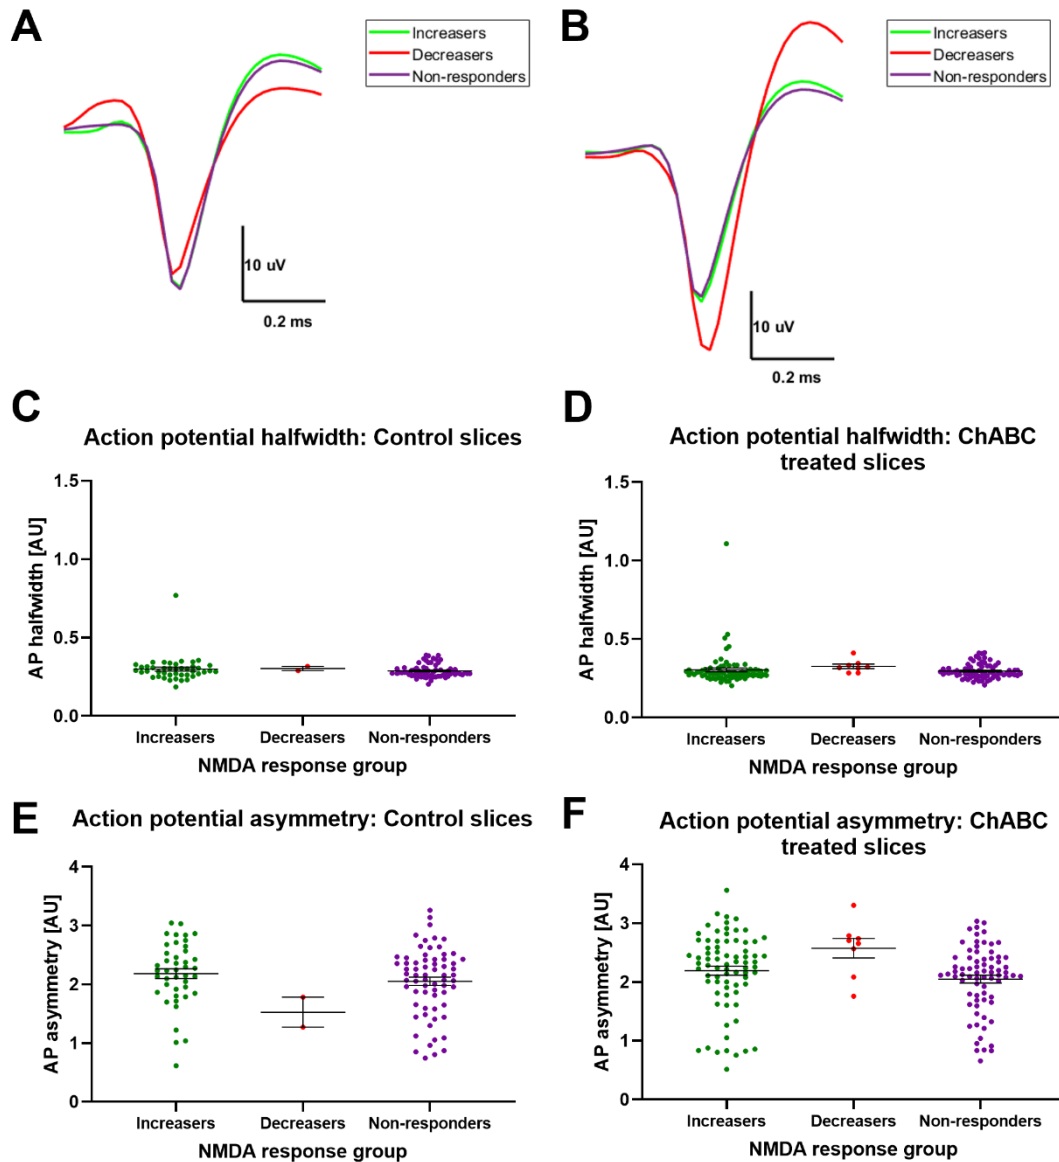 A
Increasers
Decreasers
Non-responders
10 uV
0.2 ms
B
Increasers
Decreasers
Non-responders
10 uV
0.2 ms
C
Action potential halfwidth: Control slices
AP halfwidth [AU]
1.5
1.0
0.5
0.0
Increasers
Decreasers
Non-responders
NMDA response group
D
Action potential halfwidth: ChABC
treated slices
AP halfwidth [AU]
1.5
1.0
0.5
0.0
Increasers
Decreasers
Non-responders
NMDA response group
E
Action potential asymmetry: Control slices
AP asymmetry [AU]
4
3
2
1
0
Increasers
Decreasers
Non-responders
NMDA response group
F
Action potential asymmetry: ChABC
treated slices
AP asymmetry [AU]
4
3
2
1
0
Increasers
Decreasers
Non-responders
NMDA response group